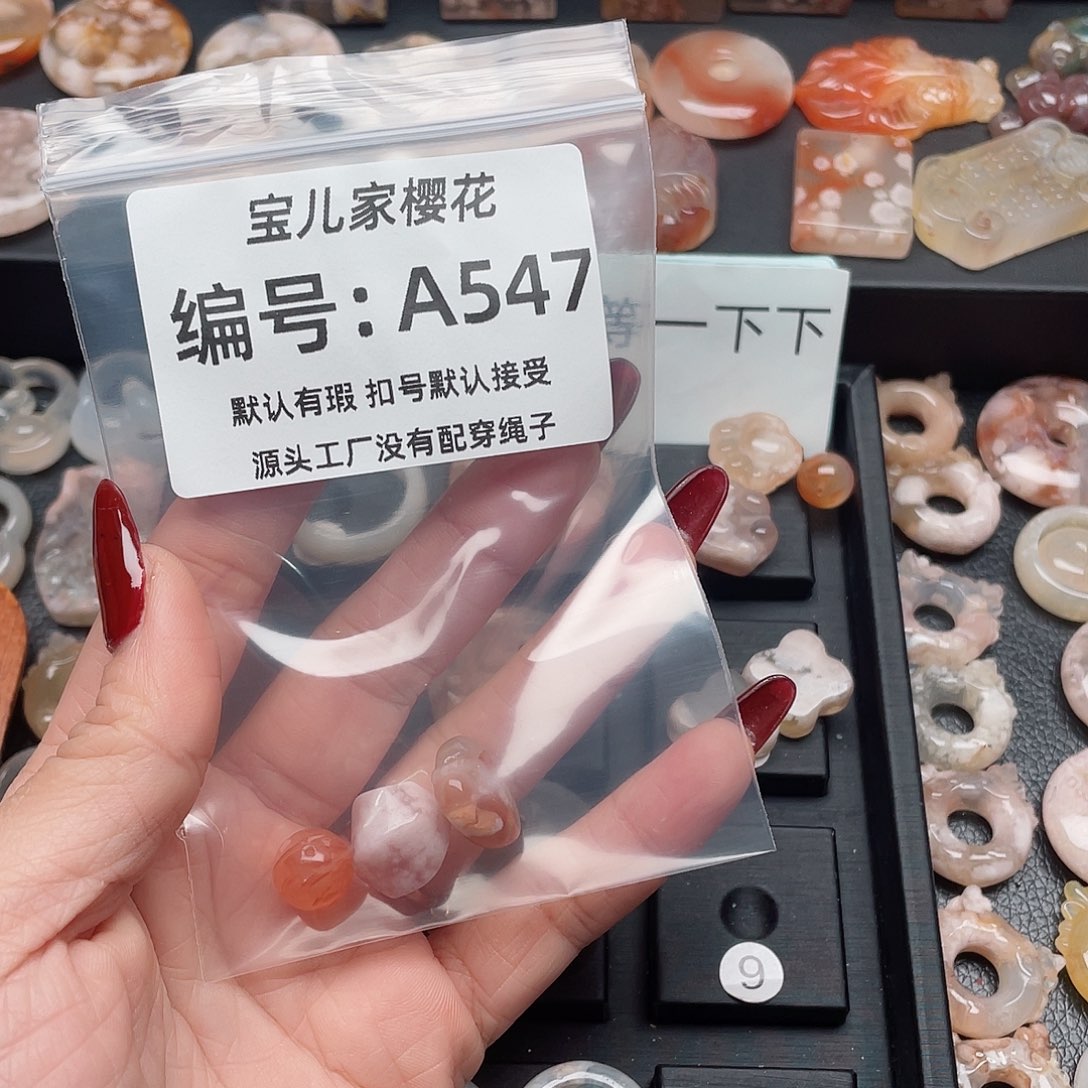 宝儿家樱花
编号：A547
默认有瑕 扣号默认接受
源头工厂没有配穿绳子
等一下下
9